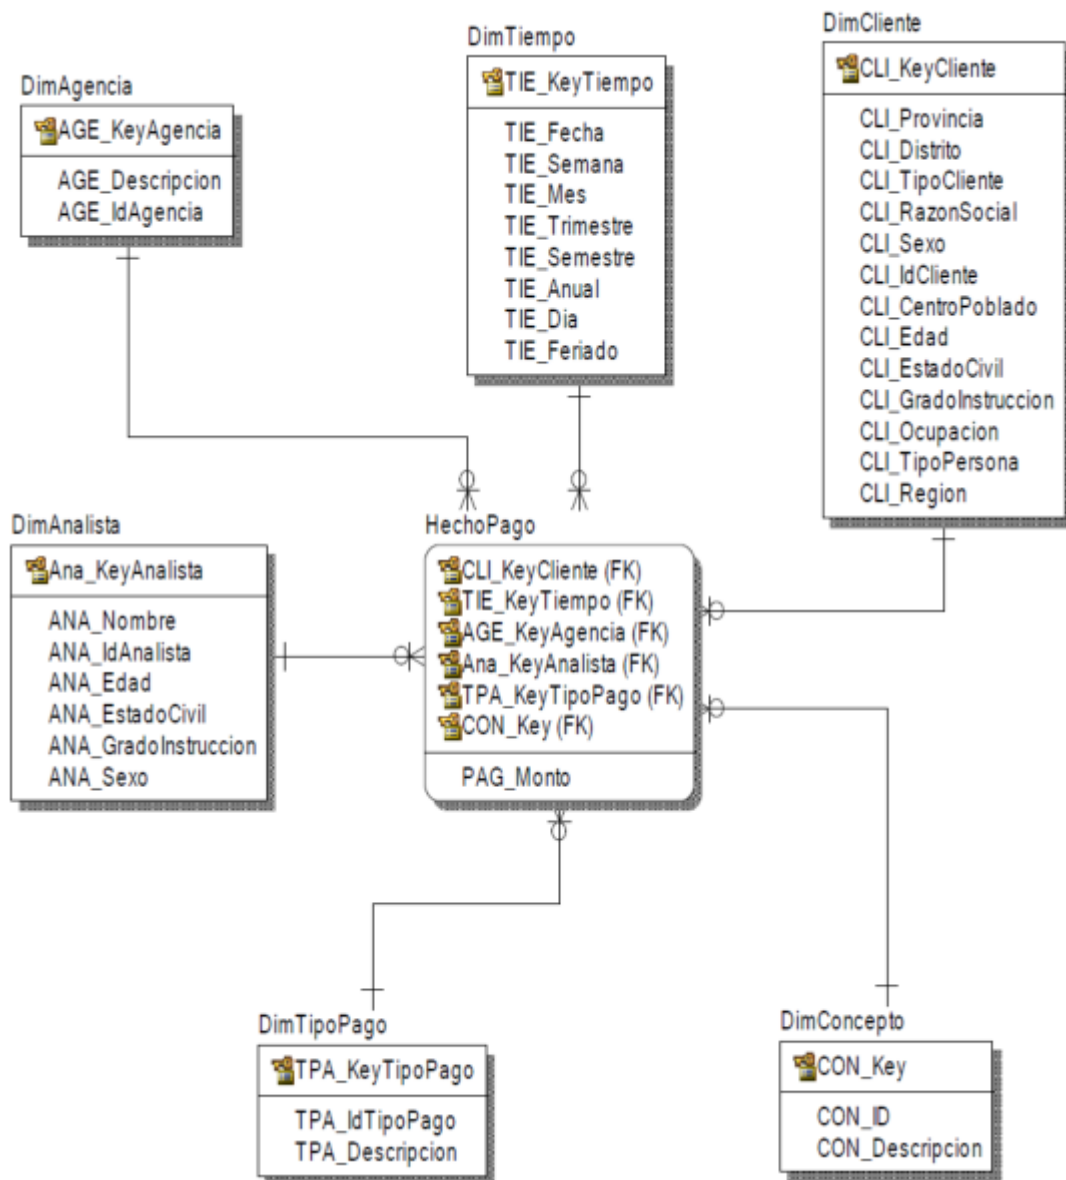 DimAgencia
AGE_KeyAgencia
AGE_Descripcion
AGE_IdAgencia
DimTiempo
TIE_KeyTiempo
TIE_Fecha
TIE_Semana
TIE_Mes
TIE_Trimestre
TIE_Semestre
TIE_Anual
TIE_Dia
TIE_Feriado
DimCliente
CLI_KeyCliente
CLI_Provincia
CLI_Distrito
CLI_TipoCliente
CLI_RazonSocial
CLI_Sexo
CLI_IdCliente
CLI_CentroPoblado
CLI_Edad
CLI_EstadoCivil
CLI_GradoInstruccion
CLI_Ocupacion
CLI_TipoPersona
CLI_Region
DimAnalista
Ana_KeyAnalista
ANA_Nombre
ANA_IdAnalista
ANA_Edad
ANA_EstadoCivil
ANA_GradoInstruccion
ANA_Sexo
HechoPago
CLI_KeyCliente (FK)
TIE_KeyTiempo (FK)
AGE_KeyAgencia (FK)
Ana_KeyAnalista (FK)
TPA_KeyTipoPago (FK)
CON_Key (FK)
PAG_Monto
DimTipoPago
TPA_KeyTipoPago
TPA_IdTipoPago
TPA_Descripcion
DimConcepto
CON_Key
CON_ID
CON_Descripcion